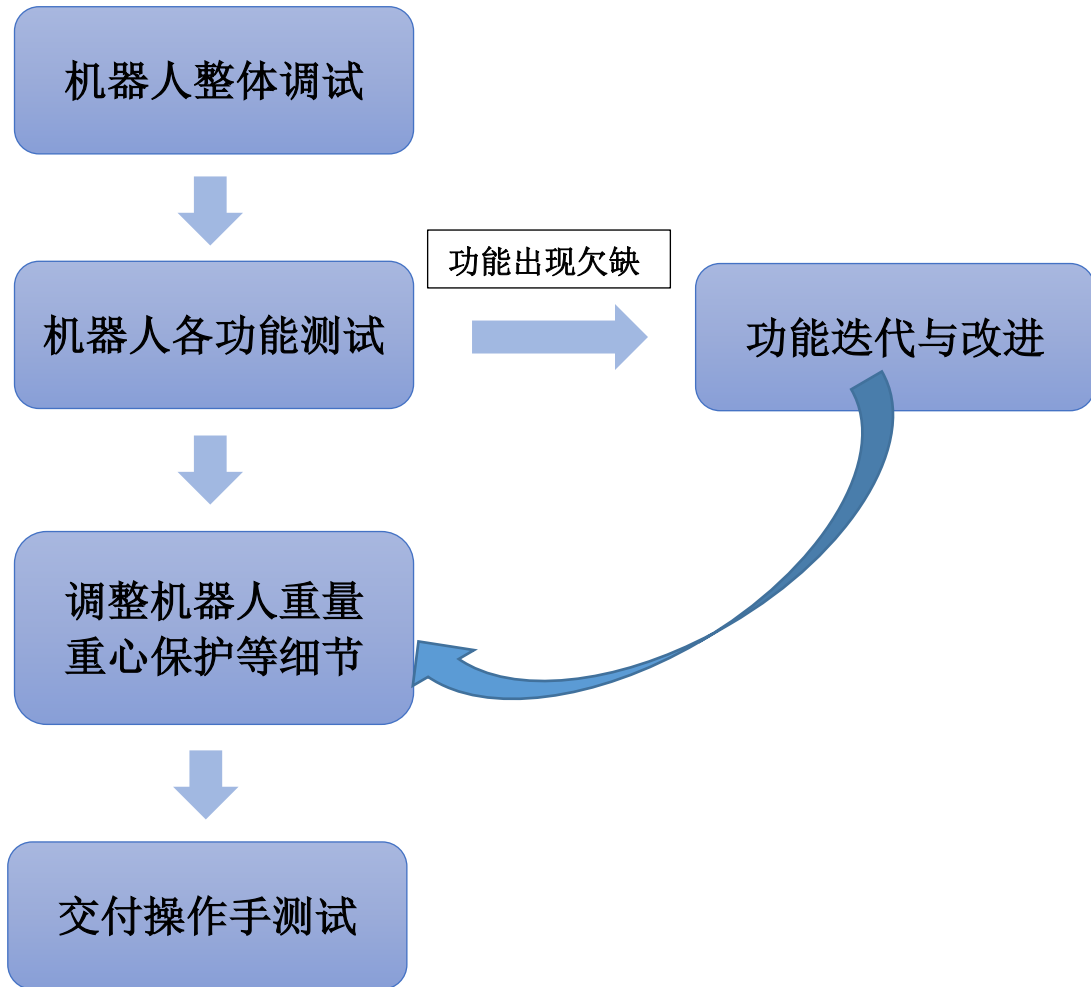 机器人整体调试
功能出现欠缺
机器人各功能测试
功能迭代与改进
调整机器人重量
重心保护等细节
交付操作手测试